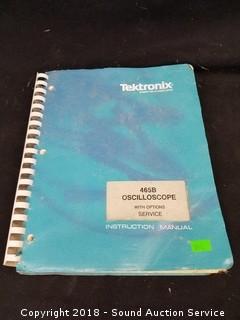 Tektronix
465B
OSCILLOSCOPE
WITH OPTIONS
SERVICE
INSTRUCTION MANUAL
Copyright 2018 - Sound Auction Service